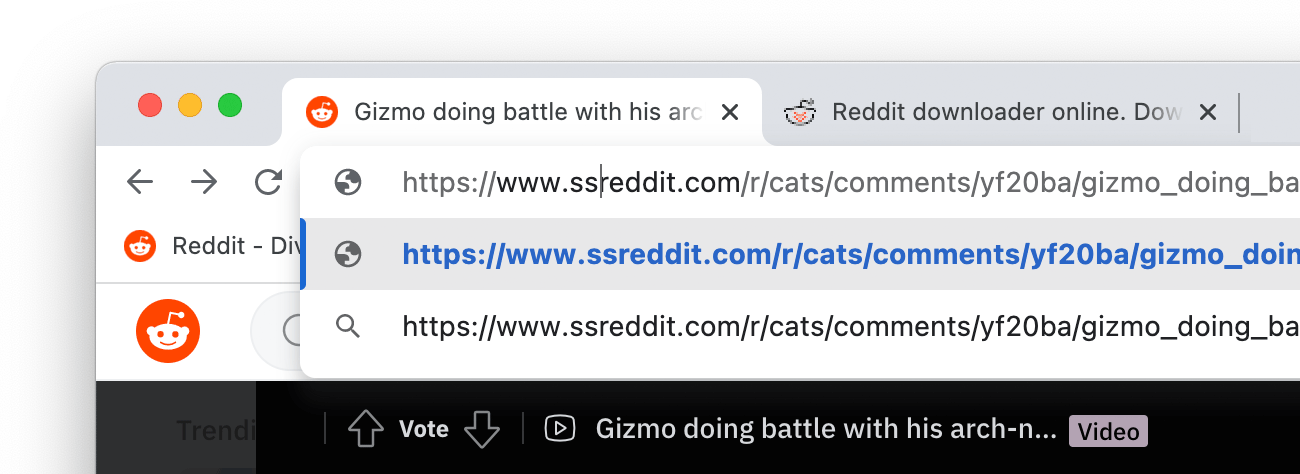 Gizmo doing battle with his arc
Reddit downloader online. Dow
https://www.ssreddit.com/r/cats/comments/yf20ba/gizmo_doing_ba
Reddit - Div
https://www.ssreddit.com/r/cats/comments/yf20ba/gizmo_doin
https://www.ssreddit.com/r/cats/comments/yf20ba/gizmo_doing_ba
Trendi
Vote
Gizmo doing battle with his arch-n...
Video